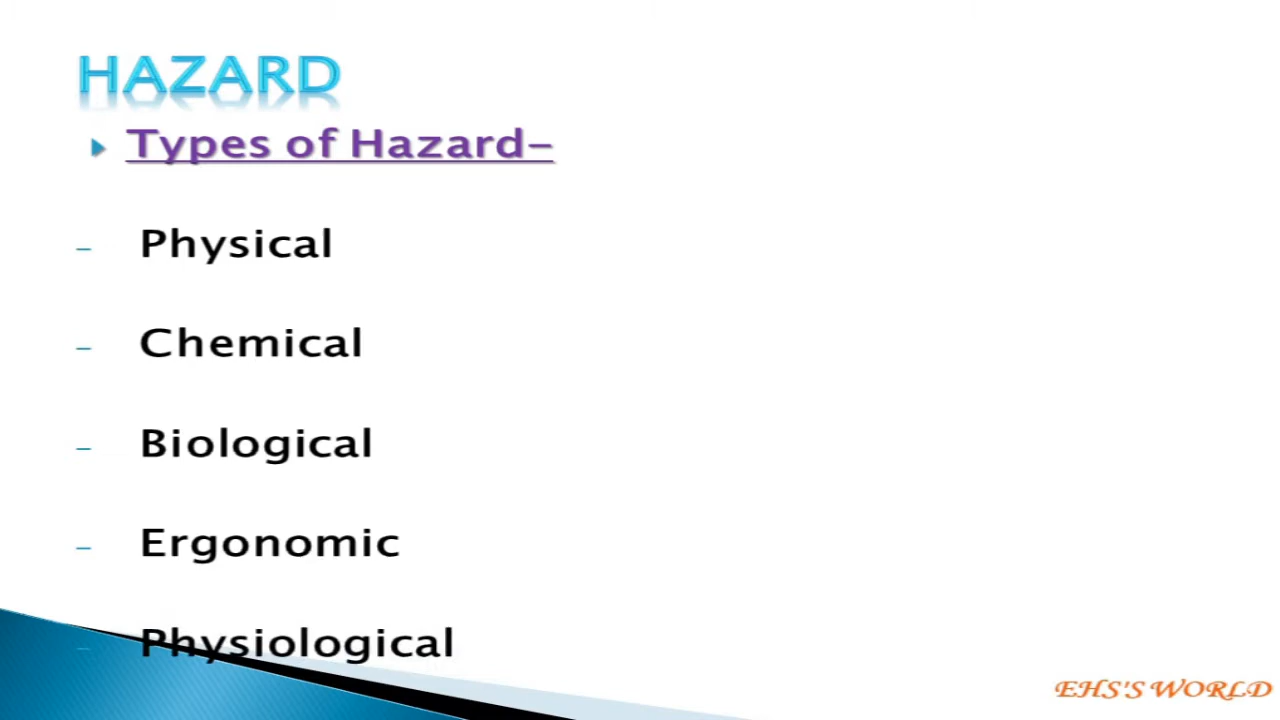 HAZARD
Types of Hazard-
- Physical
- Chemical
- Biological
- Ergonomic
- Physiological
EHS'S WORLD